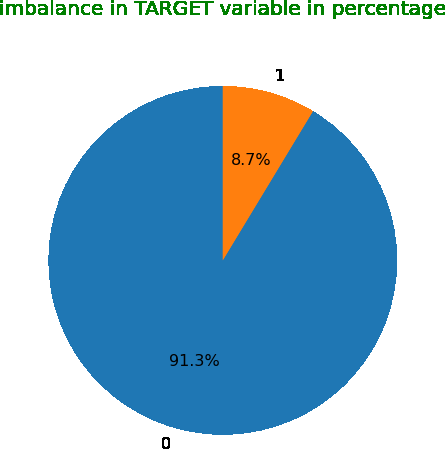 imbalance in TARGET variable in percentage
1
8.7%
91.3%
0